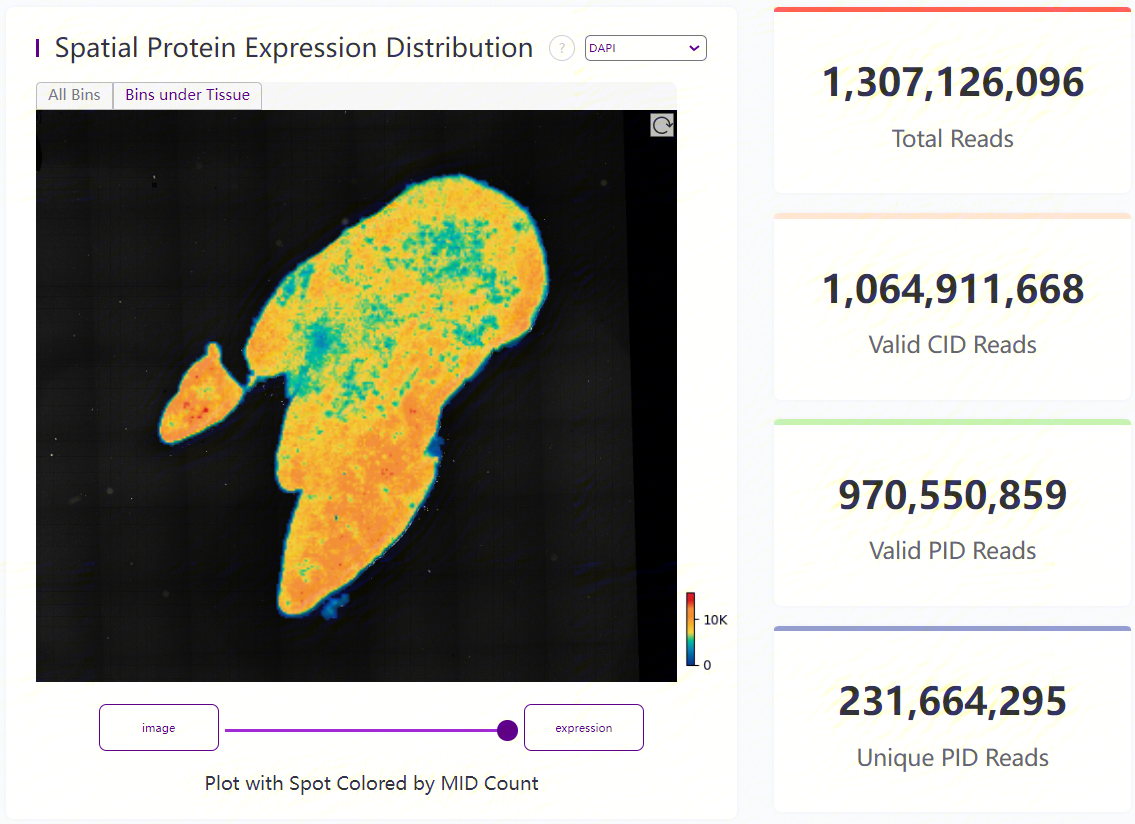 Spatial Protein Expression Distribution
?
DAPI
All Bins
Bins under Tissue
10K
0
image
expression
Plot with Spot Colored by MID Count
1,307,126,096
Total Reads
1,064,911,668
Valid CID Reads
970,550,859
Valid PID Reads
231,664,295
Unique PID Reads